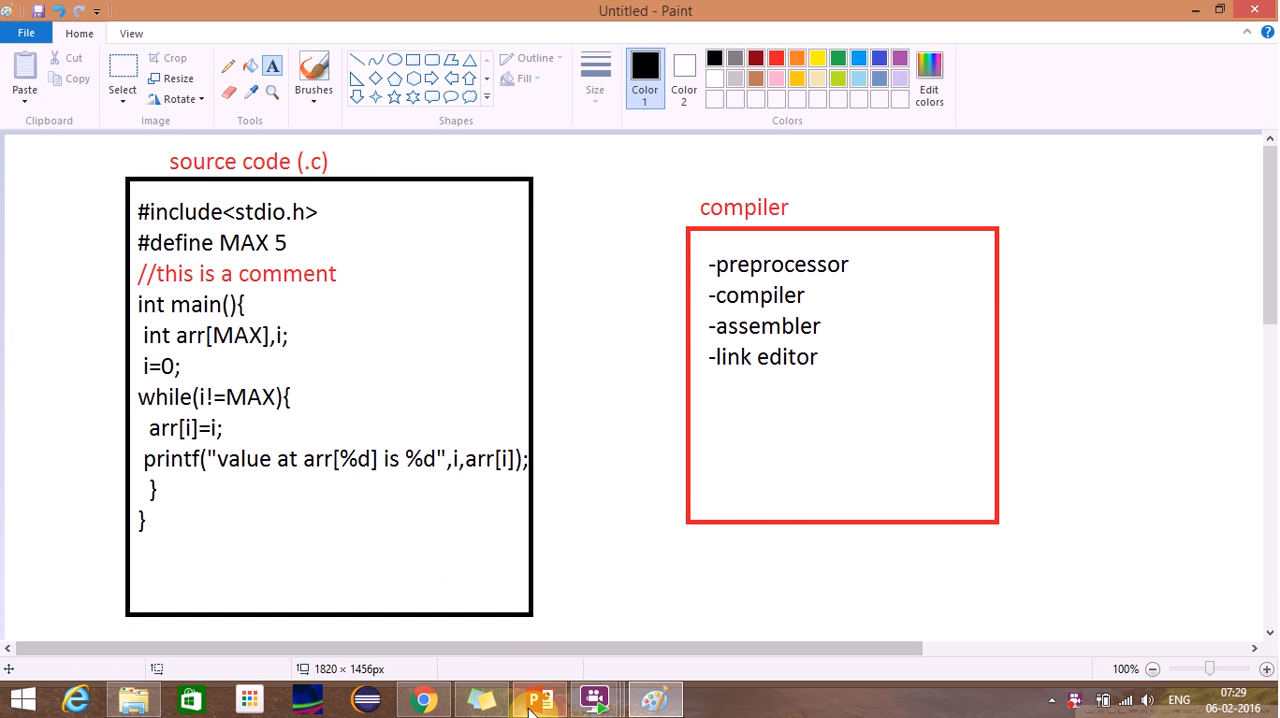 Untitled - Paint
File
Home
View
Paste
Cut
Copy
Clipboard
Select
Crop
Resize
Rotate
Image
A
Tools
Brushes
Shapes
Outline
Fill
Size
Color 1
Color 2
Colors
Edit colors
source code (.c)
#include<stdio.h>
#define MAX 5
//this is a comment
int main(){
int arr[MAX],i;
i=0;
while(i!=MAX){
arr[i]=i;
printf("value at arr[%d] is %d",i,arr[i]);
}
}
compiler
-preprocessor
-compiler
-assembler
-link editor
1820 × 1456px
100%
ENG
07:29
06-02-2016